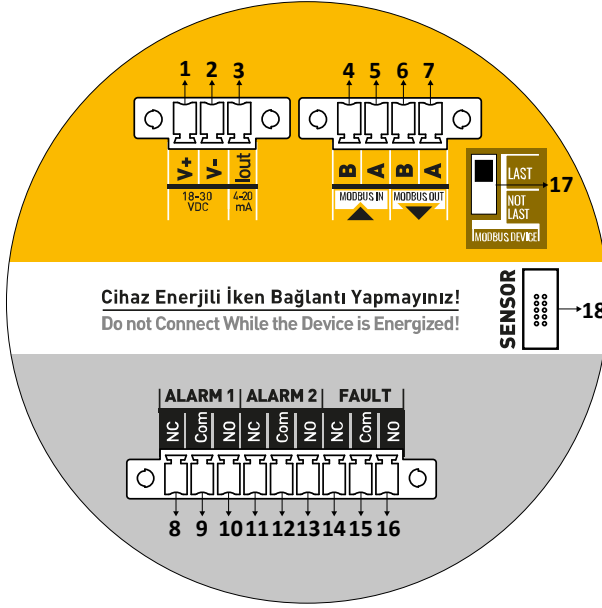 1 2 3 4 5 6 7
V+ V- Iout B A B A
18-30 VDC
4-20 mA
MODBUS IN MODBUS OUT
LAST
NOT LAST
17
MODBUS DEVICE
Cihaz Enerjili İken Bağlantı Yapmayınız!
Do not Connect While the Device is Energized!
SENSOR
18
ALARM 1 ALARM 2 FAULT
NC Com NO NC Com NO NC Com NO
8 9 10 11 12 13 14 15 16